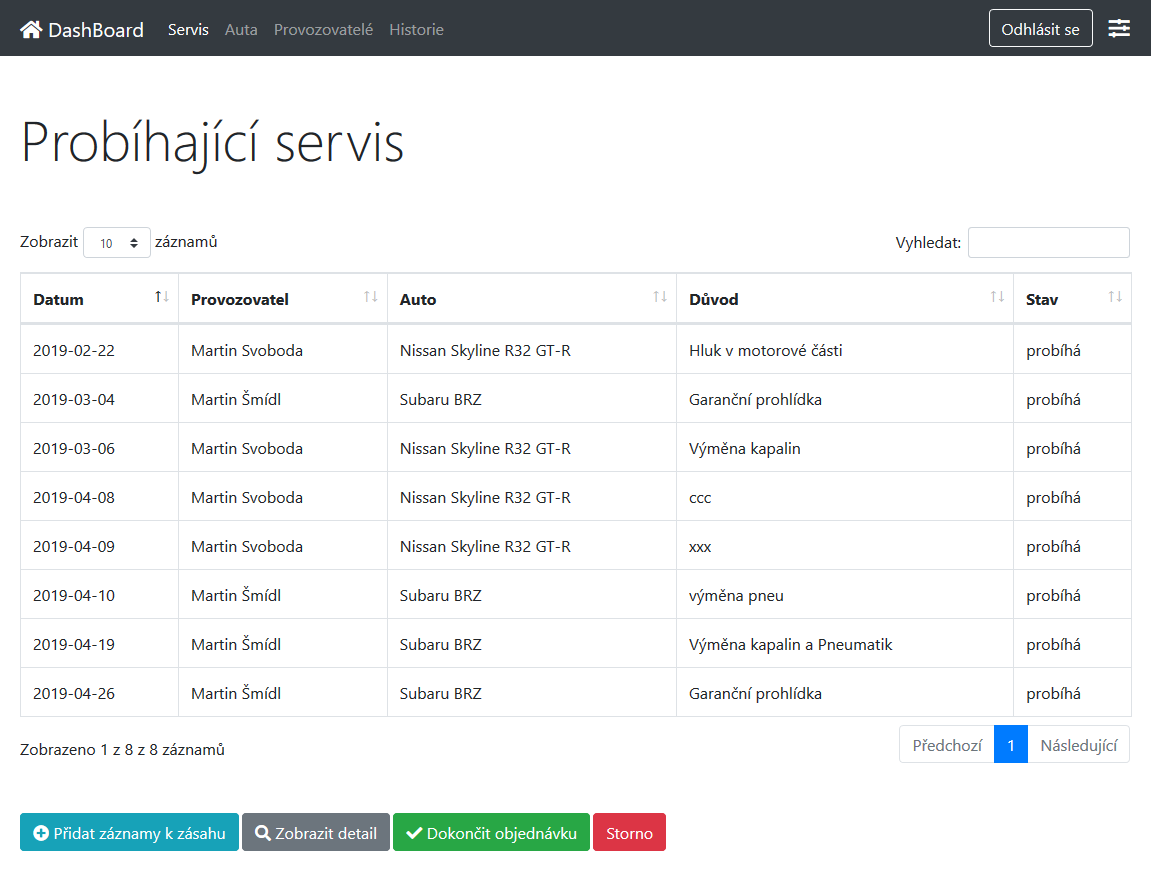 DashBoard Servis Auta Provozovatelé Historie Odhlásit se
Probíhající servis
Zobrazit 10 záznamů Vyhledat:
Datum Provozovatel Auto Důvod Stav
2019-02-22 Martin Svoboda Nissan Skyline R32 GT-R Hluk v motorové části probíhá
2019-03-04 Martin Šmídl Subaru BRZ Garanční prohlídka probíhá
2019-03-06 Martin Svoboda Nissan Skyline R32 GT-R Výměna kapalin probíhá
2019-04-08 Martin Svoboda Nissan Skyline R32 GT-R ccc probíhá
2019-04-09 Martin Svoboda Nissan Skyline R32 GT-R xxx probíhá
2019-04-10 Martin Šmídl Subaru BRZ výměna pneu probíhá
2019-04-19 Martin Šmídl Subaru BRZ Výměna kapalin a Pneumatik probíhá
2019-04-26 Martin Šmídl Subaru BRZ Garanční prohlídka probíhá
Zobrazeno 1 z 8 z 8 záznamů Předchozí 1 Následující
Přidat záznamy k zásahu Zobrazit detail Dokončit objednávku Storno